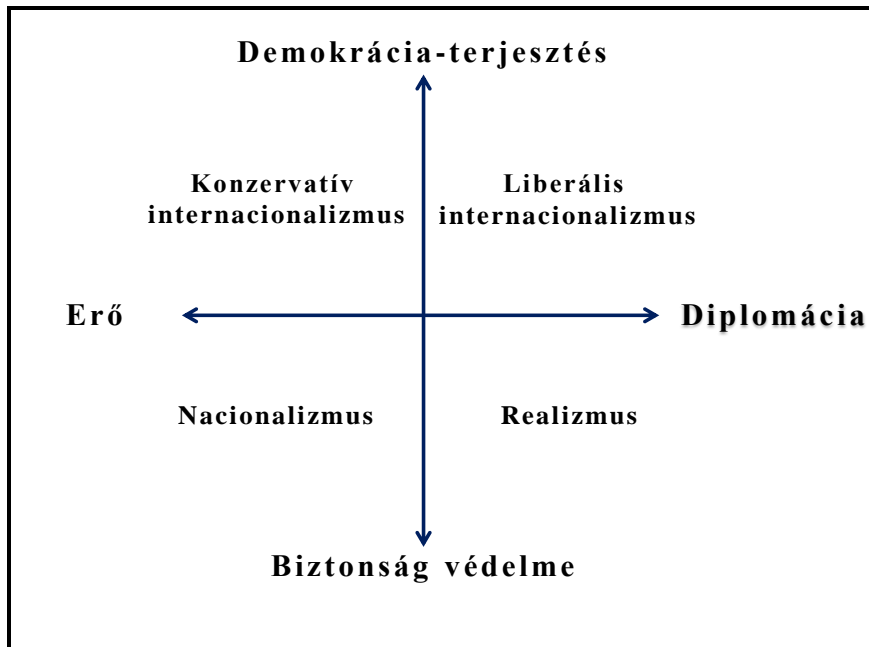 Demokrácia-terjesztés
Konzervatív
internacionalizmus
Liberális
internacionalizmus
Erő
Diplomácia
Nacionalizmus
Realizmus
Biztonság védelme